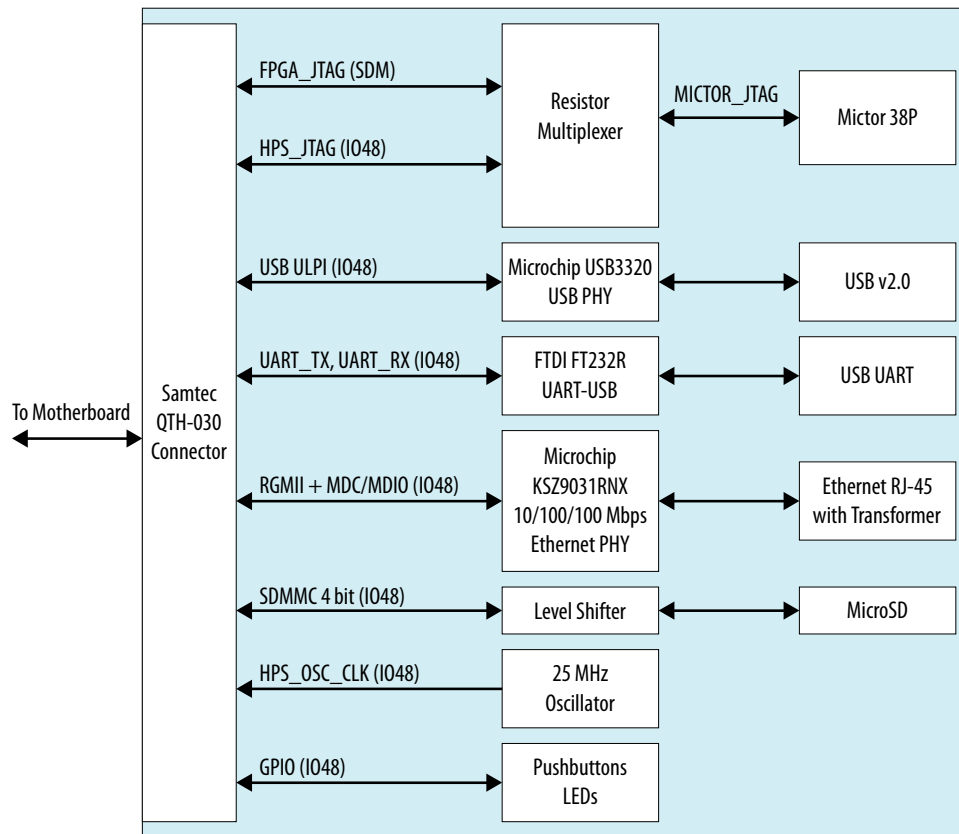 To Motherboard
Samtec
QTH-030
Connector
FPGA_JTAG (SDM)
HPS_JTAG (IO48)
Resistor
Multiplexer
MICTOR_JTAG
Mictor 38P
USB ULPI (IO48)
Microchip USB3320
USB PHY
USB v2.0
UART_TX, UART_RX (IO48)
FTDI FT232R
UART-USB
USB UART
RGMII + MDC/MDIO (IO48)
Microchip
KSZ9031RNX
10/100/100 Mbps
Ethernet PHY
Ethernet RJ-45
with Transformer
SDMMC 4 bit (IO48)
Level Shifter
MicroSD
HPS_OSC_CLK (IO48)
25 MHz
Oscillator
GPIO (IO48)
Pushbuttons
LEDs